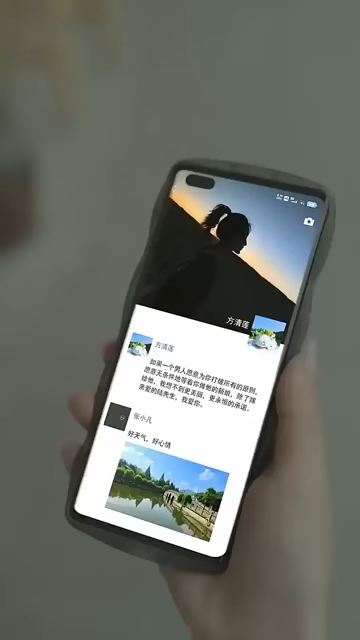 方清莲
方清莲
如果一个男人愿意为你打破所有的原则,
愿意无条件地等着你做他的新娘,除了嫁
给他,我想不到更美丽,更永恒的承诺。
亲爱的陆先生,我爱你。
张小凡
好天气,好心情